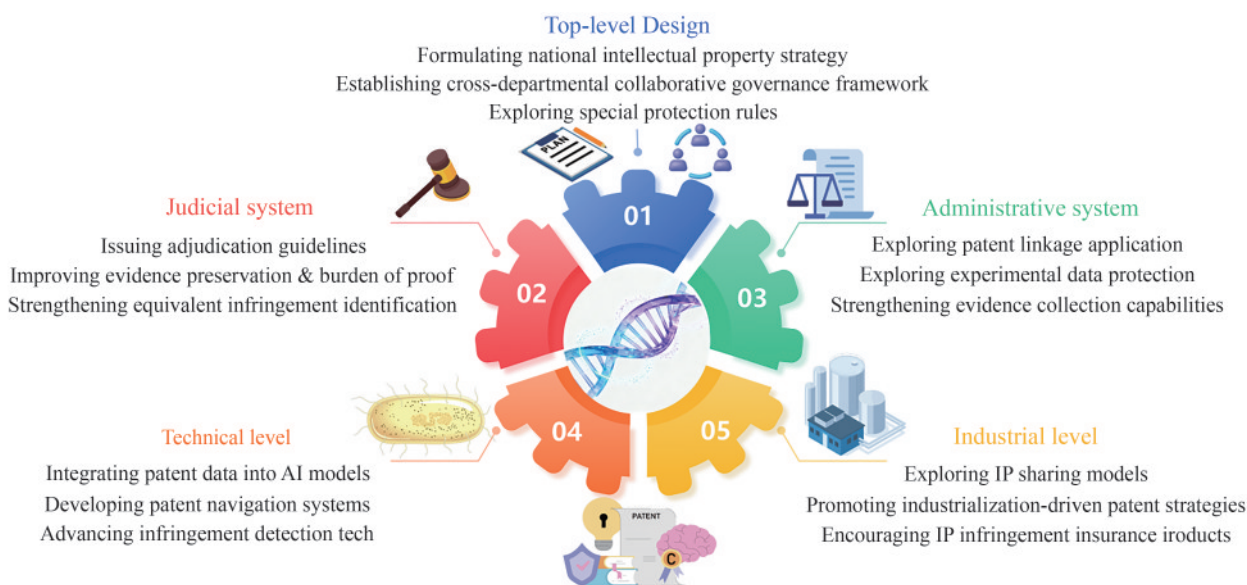 Top-level Design
Formulating national intellectual property strategy
Establishing cross-departmental collaborative governance framework
Exploring special protection rules
PLAN
01
Judicial system
Issuing adjudication guidelines
Improving evidence preservation & burden of proof
Strengthening equivalent infringement identification
02
Administrative system
Exploring patent linkage application
Exploring experimental data protection
Strengthening evidence collection capabilities
03
Technical level
Integrating patent data into AI models
Developing patent navigation systems
Advancing infringement detection tech
04
Industrial level
Exploring IP sharing models
Promoting industrialization-driven patent strategies
Encouraging IP infringement insurance iroducts
05
PATENT
C